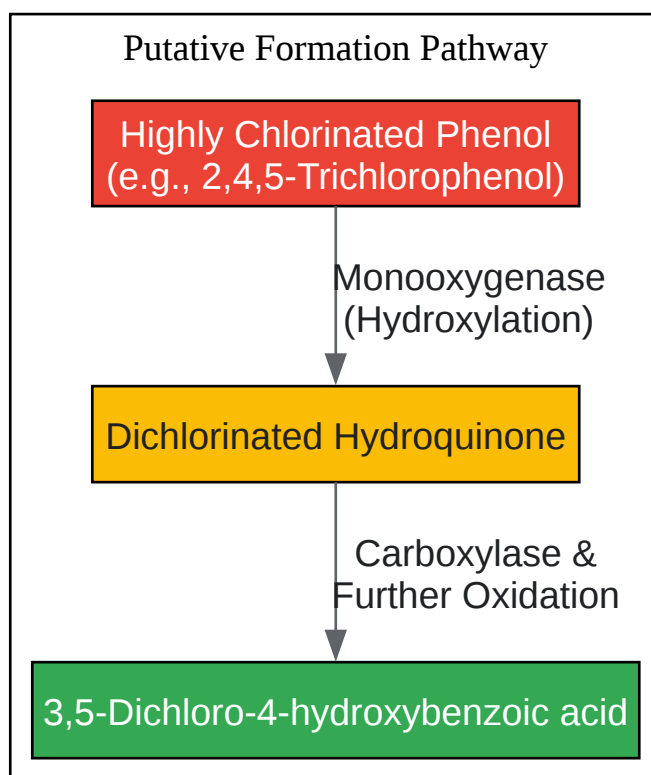 Putative Formation Pathway
Highly Chlorinated Phenol
(e.g., 2,4,5-Trichlorophenol)
Monooxygenase
(Hydroxylation)
Dichlorinated Hydroquinone
Carboxylase &
Further Oxidation
3,5-Dichloro-4-hydroxybenzoic acid